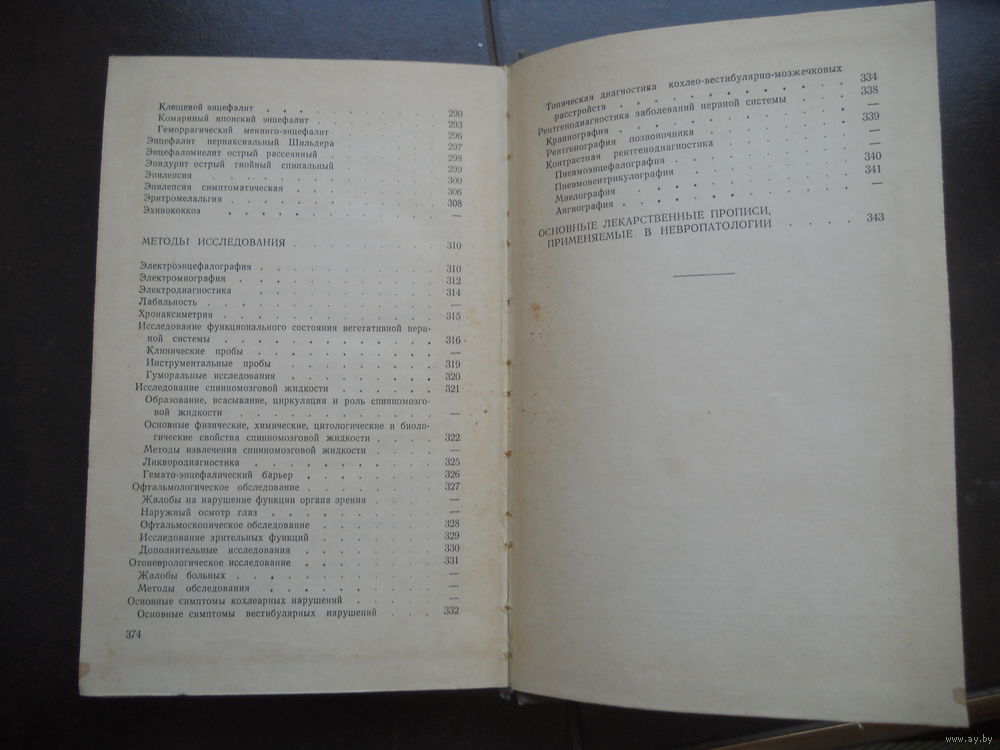 Клещевой энцефалит . . . . . . . . . 290
Комариный японский энцефалит . . . . . . 293
Геморрагический менинго-энцефалит . . . . 296
Энцефалит периаксиальный Шильдера . . . . 297
Энцефаломиелит острый рассеянный . . . . . 298
Эпидурит острый гнойный спинальный . . . . 299
Эпилепсия . . . . . . . . . 300
Эпилепсия симптоматическая . . . . . . 306
Эритромелалгия . . . . . . . . 308
Эхинококкоз . . . . . . . . —
МЕТОДЫ ИССЛЕДОВАНИЯ . . . . . . 310
Электроэнцефалография . . . . . . . 310
Электромиография . . . . . . . . 312
Электродиагностика . . . . . . . 314
Лабильность . . . . . . . . —
Хронаксиметрия . . . . . . . . 315
Исследование функционального состояния вегетативной нерв-
ной системы . . . . . . . . 316
Клинические пробы . . . . . . . —
Инструментальные пробы . . . . . . 319
Гуморальные исследования . . . . . . 320
Исследование спинномозговой жидкости . . . . 321
Образование, всасывание, циркуляция и роль спинномозго-
вой жидкости . . . . . . . . —
Основные физические, химические, цитологические и биоло-
гические свойства спинномозговой жидкости . . . . 322
Методы извлечения спинномозговой жидкости . . . . —
Ликвородиагностика . . . . . . . 325
Гемато-энцефалический барьер . . . . . . 326
Офтальмологическое обследование . . . . . . 327
Жалобы на нарушение функции органа зрения . . . . —
Наружный осмотр глаз . . . . . . . —
Офтальмоскопическое обследование . . . . . 328
Исследование зрительных функций . . . . . 329
Дополнительные исследования . . . . . . 330
Отоневрологическое исследование . . . . . . 331
Жалобы больных . . . . . . . . —
Методы обследования . . . . . . . —
Основные симптомы кохлеарных нарушений . . . . . —
Основные симптомы вестибулярных нарушений . . . 332
374
Топическая диагностика кохлео-вестибулярно-мозжечковых
расстройств . . . . . . . . 334
Рентгенодиагностика заболеваний нервной системы . . . 338
Краниография . . . . . . . . —
Рентгенография позвоночника . . . . . . 339
Контрастная рентгенодиагностика . . . . . . —
Пневмоэнцефалография . . . . . . . —
Пневмовентрикулография . . . . . . 340
Миелография . . . . . . . . 341
Ангиография . . . . . . . . —
ОСНОВНЫЕ ЛЕКАРСТВЕННЫЕ ПРОПИСИ,
ПРИМЕНЯЕМЫЕ В НЕВРОПАТОЛОГИИ . . . . 343
www.ay.by